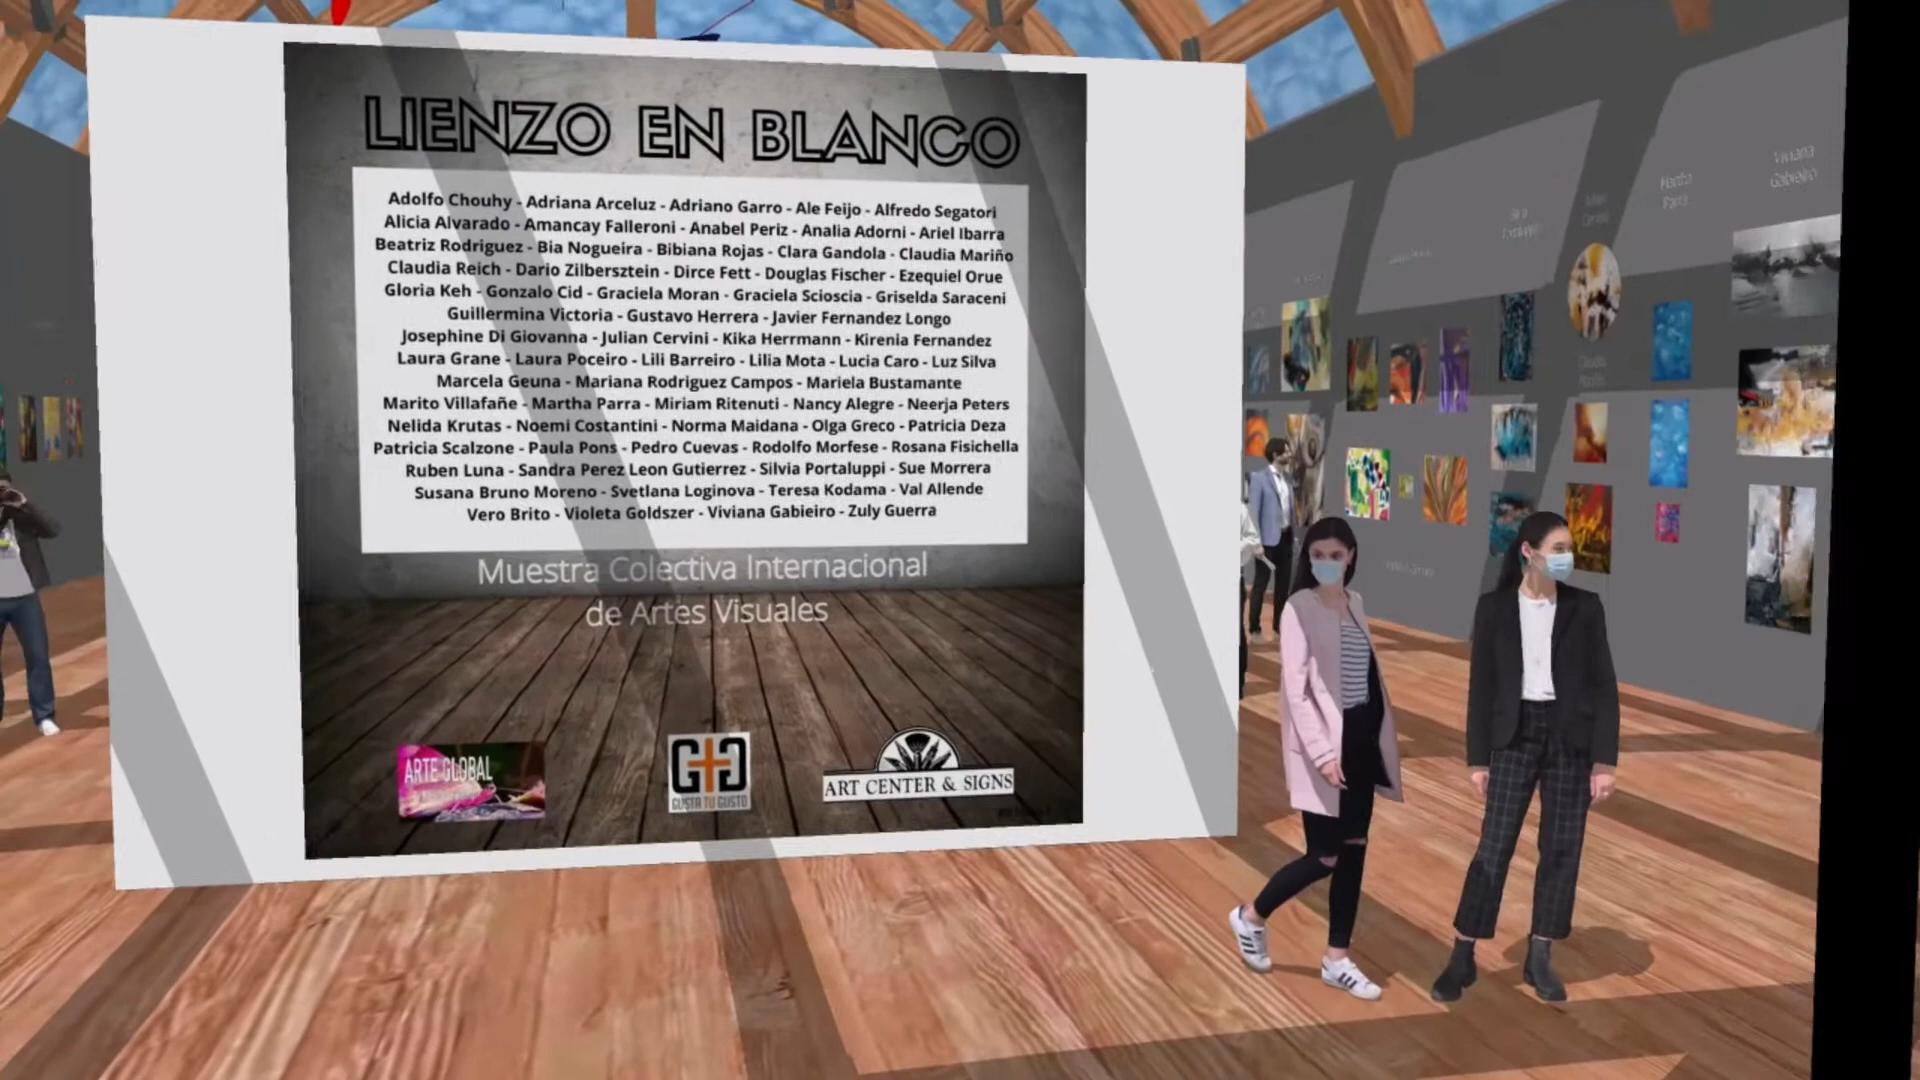 LIENZO EN BLANCO
Adolfo Chouhy - Adriana Arceluz - Adriano Garro - Ale Feijo - Alfredo Segatori
Alicia Alvarado - Amancay Falleroni - Anabel Periz - Analia Adorni - Ariel Ibarra
Beatriz Rodriguez - Bia Nogueira - Bibiana Rojas - Clara Gandola - Claudia Mariño
Claudia Reich - Dario Zilbersztein - Dirce Fett - Douglas Fischer - Ezequiel Orue
Gloria Keh - Gonzalo Cid - Graciela Moran - Graciela Scioscia - Griselda Saraceni
Guillermina Victoria - Gustavo Herrera - Javier Fernandez Longo
Josephine Di Giovanna - Julian Cervini - Kika Herrmann - Kirenia Fernandez
Laura Grane - Laura Poceiro - Lili Barreiro - Lilia Mota - Lucia Caro - Luz Silva
Marcela Geuna - Mariana Rodriguez Campos - Mariela Bustamante
Marito Villafañe - Martha Parra - Miriam Ritenuti - Nancy Alegre - Neerja Peters
Nelida Krutas - Noemi Costantini - Norma Maidana - Olga Greco - Patricia Deza
Patricia Scalzone - Paula Pons - Pedro Cuevas - Rodolfo Morfese - Rosana Fisichella
Ruben Luna - Sandra Perez Leon Gutierrez - Silvia Portaluppi - Sue Morrera
Susana Bruno Moreno - Svetlana Loginova - Teresa Kodama - Val Allende
Vero Brito - Violeta Goldszer - Viviana Gabieiro - Zuly Guerra
Muestra Colectiva Internacional
de Artes Visuales
ARTE GLOBAL
G+G
GUSTA TU GUSTO
ART CENTER & SIGNS
Viviana
Gabieiro
Martha
Parra